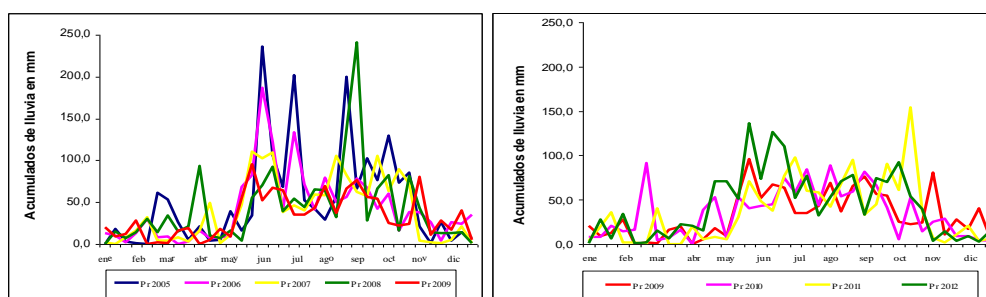 Acumulados de lluvia en mm
250,0
200,0
150,0
100,0
50,0
0,0
ene feb mar abr may jun jul ago sep oct nov dic
Pr 2005 Pr 2006 Pr 2007 Pr 2008 Pr 2009
Acumulados de lluvia en mm
250,0
200,0
150,0
100,0
50,0
0,0
ene feb mar abr may jun jul ago sep oct nov dic
Pr 2009 Pr 2010 Pr 2011 Pr 2012